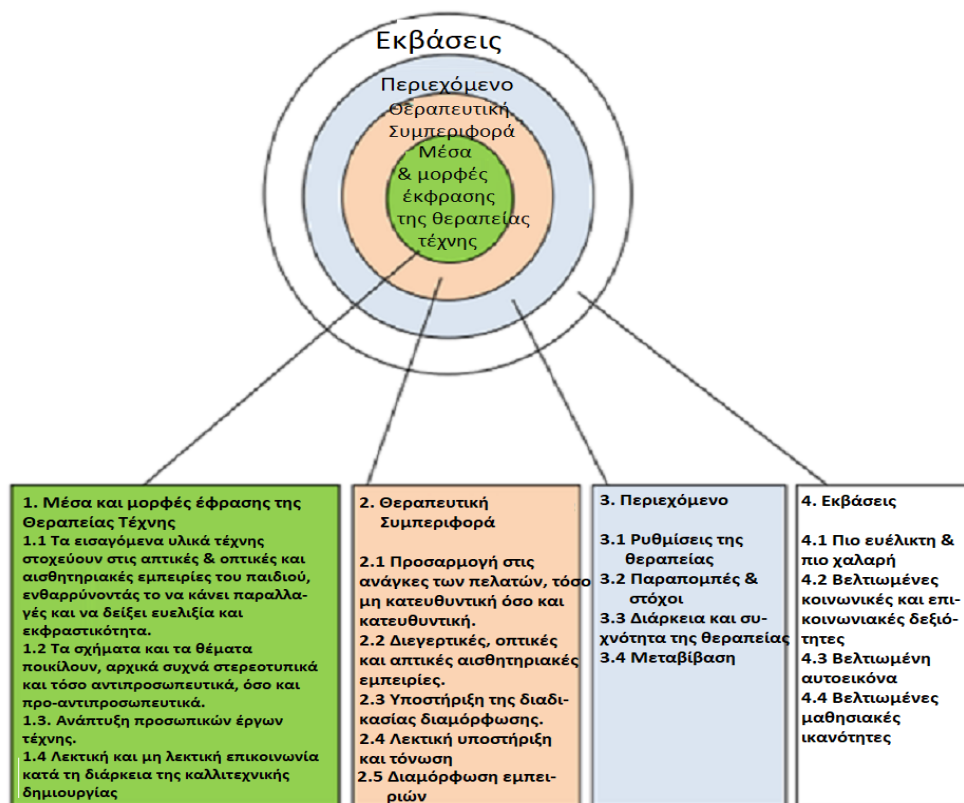 Εκβάσεις
Περιεχόμενο
Θεραπευτική
Συμπεριφορά
Μέσα
& μορφές
έκφρασης
της θεραπείας
τέχνης
1. Μέσα και μορφές έφρασης της
Θεραπείας Τέχνης
1.1 Τα εισαγόμενα υλικά τέχνης
στοχεύουν στις απτικές & οπτικές και
αισθητηριακές εμπειρίες του παιδιού,
ενθαρρύνοντάς το να κάνει παραλλα-
γές και να δείξει ευελιξία και
εκφραστικότητα.
1.2 Τα σχήματα και τα θέματα
ποικίλουν, αρχικά συχνά στερεοτυπικά
και τόσο αντιπροσωπευτικά, όσο και
προ-αντιπροσωπευτικά.
1.3. Ανάπτυξη προσωπικών έργων
τέχνης.
1.4 Λεκτική και μη λεκτική επικοινωνία
κατά τη διάρκεια της καλλιτεχνικής
δημιουργίας
2. Θεραπευτική
Συμπεριφορά
2.1 Προσαρμογή στις
ανάγκες των πελατών, τόσο
μη κατευθυντική όσο και
κατευθυντική.
2.2 Διεγερτικές, οπτικές
και απτικές αισθητηριακές
εμπειρίες.
2.3 Υποστήριξη της διαδι-
κασίας διαμόρφωσης.
2.4 Λεκτική υποστήριξη
και τόνωση
2.5 Διαμόρφωση εμπει-
ριών
3. Περιεχόμενο
3.1 Ρυθμίσεις της
θεραπείας
3.2 Παραπομπές &
στόχοι
3.3 Διάρκεια και συ-
χνότητα της θεραπείας
3.4 Μεταβίβαση
4. Εκβάσεις
4.1 Πιο ευέλικτη &
πιο χαλαρή
4.2 Βελτιωμένες
κοινωνικές και επι-
κοινωνιακές δεξιό-
τητες
4.3 Βελτιωμένη
αυτοεικόνα
4.4 Βελτιωμένες
μαθησιακές
ικανότητες